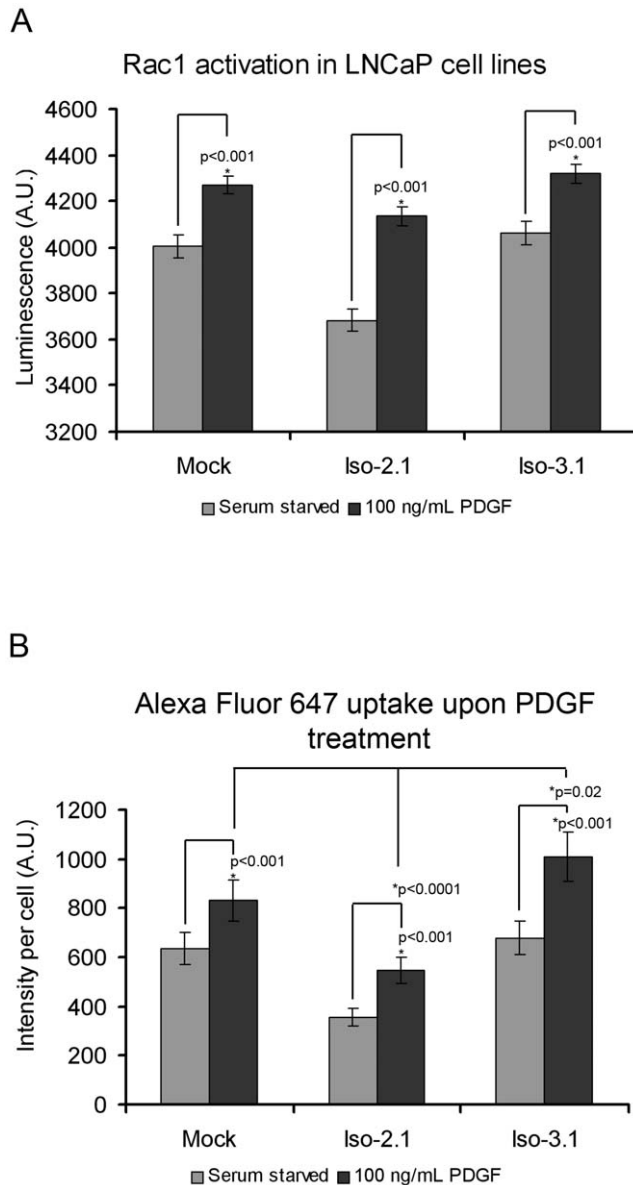 A
Rac1 activation in LNCaP cell lines
Luminescence (A.U.)
4600
4400
4200
4000
3800
3600
3400
3200
p<0.001
*
p<0.001
*
p<0.001
*
Mock Iso-2.1 Iso-3.1
Serum starved 100 ng/mL PDGF
B
Alexa Fluor 647 uptake upon PDGF
treatment
Intensity per cell (A.U.)
1200
1000
800
600
400
200
0
p<0.001
*
*p<0.0001
p<0.001
*
*p=0.02
*p<0.001
Mock Iso-2.1 Iso-3.1
Serum starved 100 ng/mL PDGF